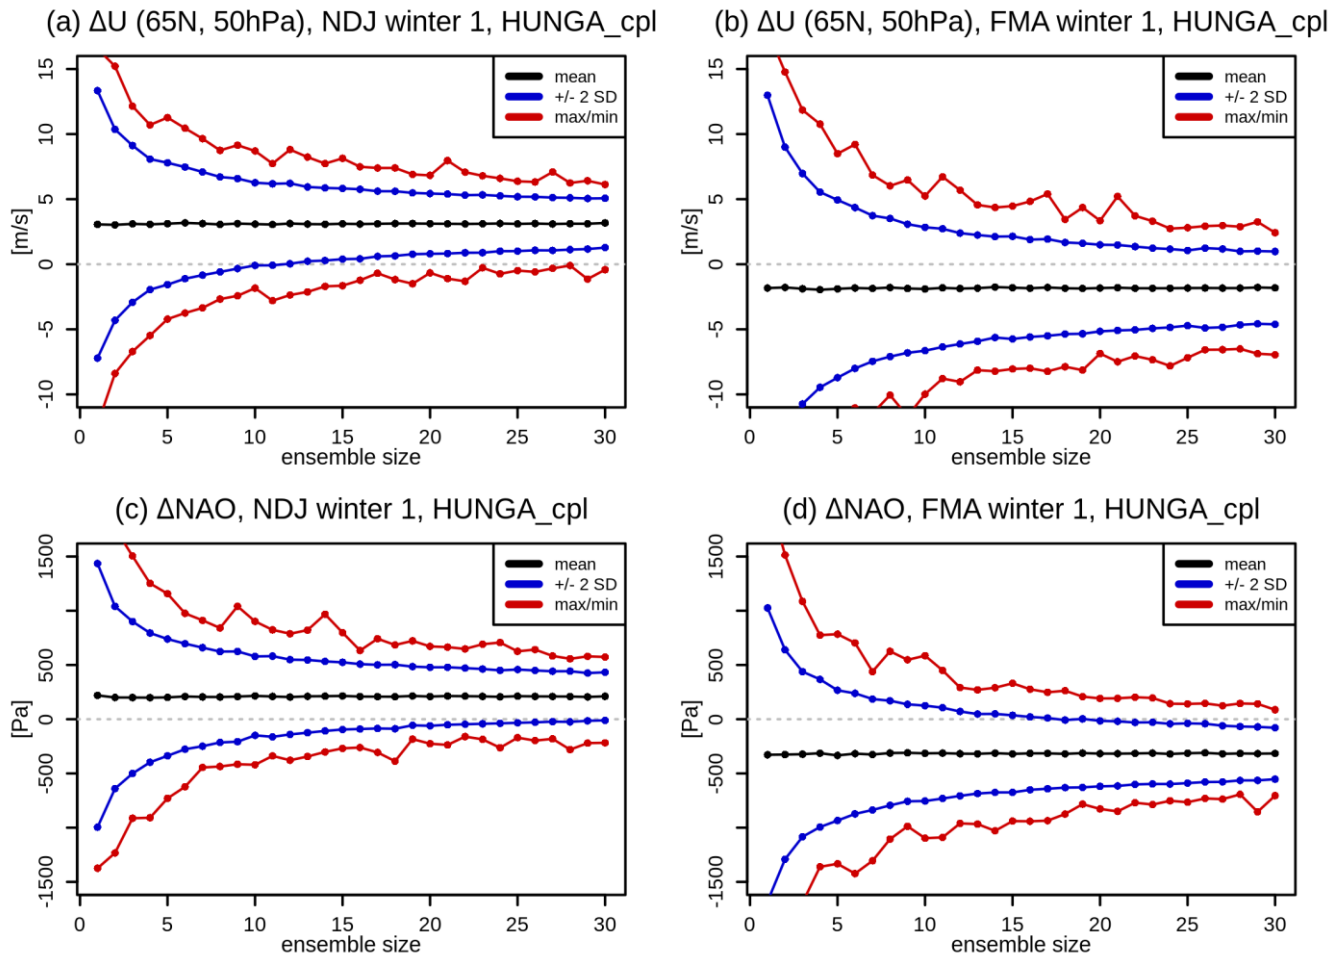 (a) ΔU (65N, 50hPa), NDJ winter 1, HUNGA_cpl
mean
+/- 2 SD
max/min
[m/s]
15
10
5
0
-5
-10
0 5 10 15 20 25 30
ensemble size
(b) ΔU (65N, 50hPa), FMA winter 1, HUNGA_cpl
mean
+/- 2 SD
max/min
[m/s]
15
10
5
0
-5
-10
0 5 10 15 20 25 30
ensemble size
(c) ΔNAO, NDJ winter 1, HUNGA_cpl
mean
+/- 2 SD
max/min
[Pa]
1500
500
0
-500
-1500
0 5 10 15 20 25 30
ensemble size
(d) ΔNAO, FMA winter 1, HUNGA_cpl
mean
+/- 2 SD
max/min
[Pa]
1500
500
0
-500
-1500
0 5 10 15 20 25 30
ensemble size